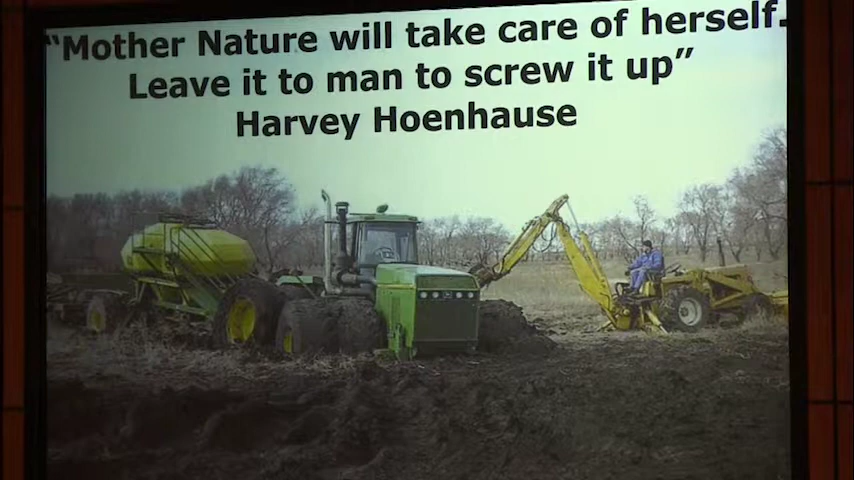 “Mother Nature will take care of herself.
Leave it to man to screw it up”
Harvey Hoenhause